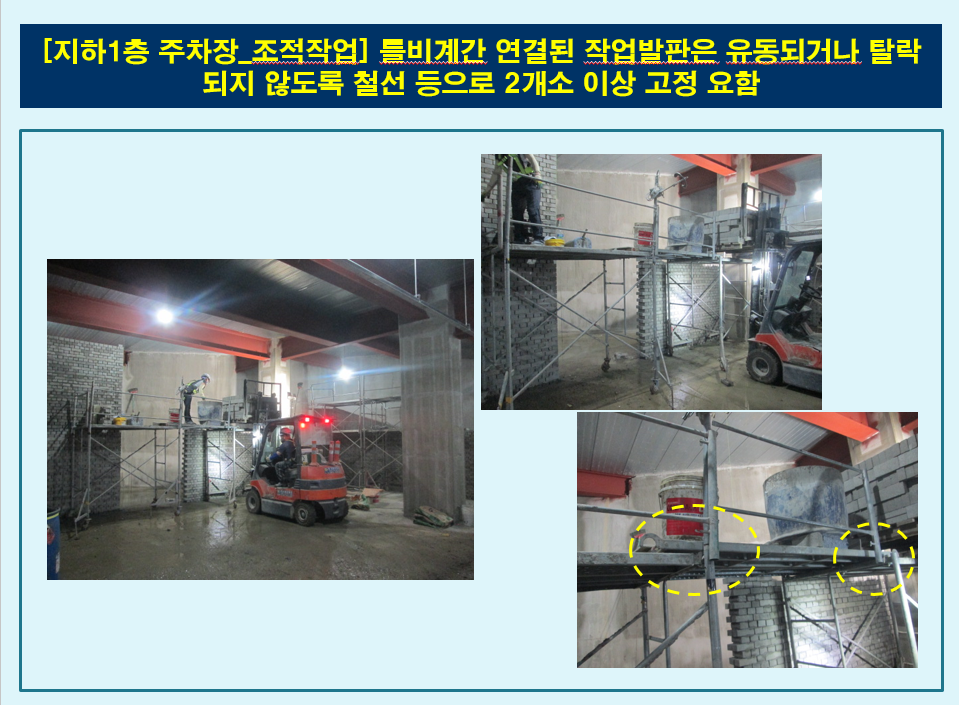 [지하1층 주차장_조적작업] 틀비계간 연결된 작업발판은 유동되거나 탈락
되지 않도록 철선 등으로 2개소 이상 고정 요함